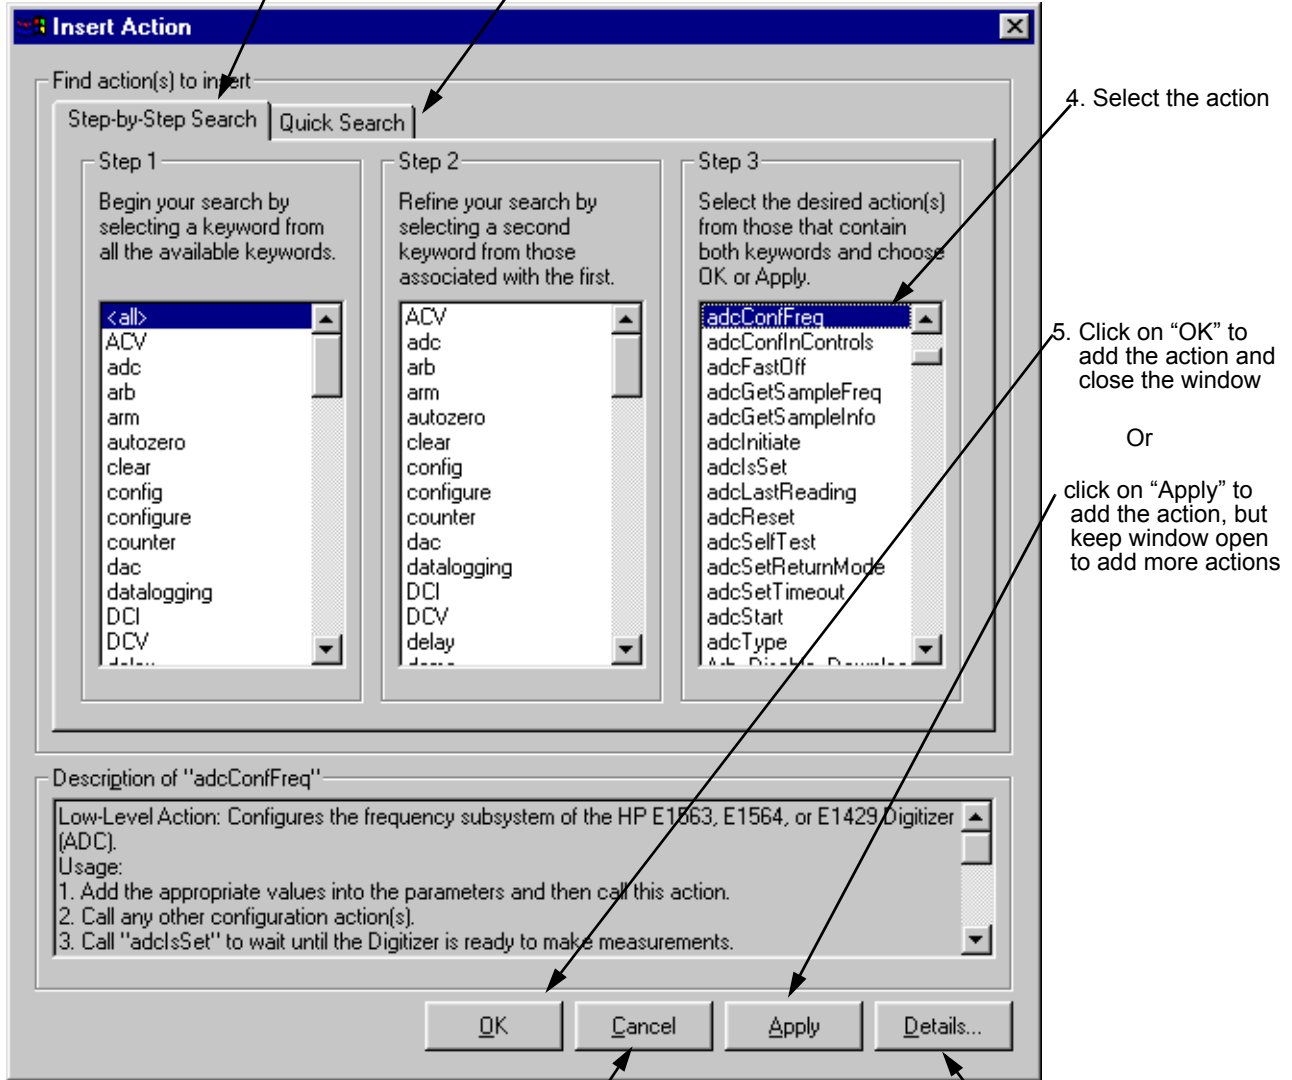 Insert Action
Find action(s) to insert
Step-by-Step Search
Quick Search
Step 1
Begin your search by
selecting a keyword from
all the available keywords.
<all>
ACV
adc
arb
arm
autozero
clear
config
configure
counter
dac
datalogging
DCI
DCV
delay
Step 2
Refine your search by
selecting a second
keyword from those
associated with the first.
ACV
adc
arb
arm
autozero
clear
config
configure
counter
dac
datalogging
DCI
DCV
delay
Step 3
Select the desired action(s)
from those that contain
both keywords and choose
OK or Apply.
adcConfFreq
adcConfInControls
adcFastOff
adcGetSampleFreq
adcGetSampleInfo
adcInitiate
adcIsSet
adcLastReading
adcReset
adcSelfTest
adcSetReturnMode
adcSetTimeout
adcStart
adcType
4. Select the action
5. Click on “OK” to
add the action and
close the window
Or
click on “Apply” to
add the action, but
keep window open
to add more actions
Description of "adcConfFreq"
Low-Level Action: Configures the frequency subsystem of the HP E1563, E1564, or E1429 Digitizer
(ADC).
Usage:
1. Add the appropriate values into the parameters and then call this action.
2. Call any other configuration action(s).
3. Call "adcIsSet" to wait until the Digitizer is ready to make measurements.
OK
Cancel
Apply
Details...